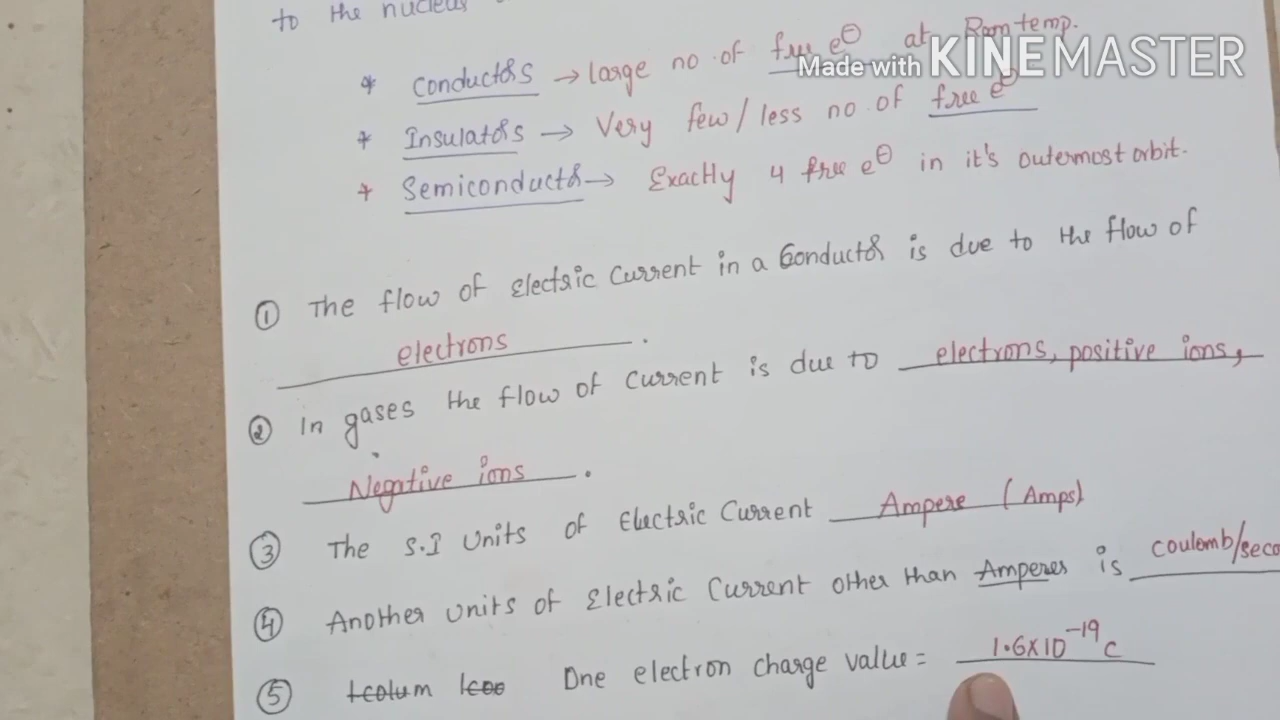 to the nucleus
* Conductors → large no of free e⊖ at Room temp.
Made with KINEMASTER
* Insulators → Very few/less no of free e⊖
* Semiconductor → Exactly 4 free e⊖ in it's outermost orbit.
① The flow of Electric Current in a Conductor is due to the flow of
electrons.
② In gases the flow of current is due to electrons, positive ions,
Negative ions.
③ The S.I Units of Electric Current Ampere (Amps)
④ Another units of Electric Current other than Amperes is coulomb/seco
⑤ 1colum 1coo One electron charge value = 1.6X10⁻¹⁹ C